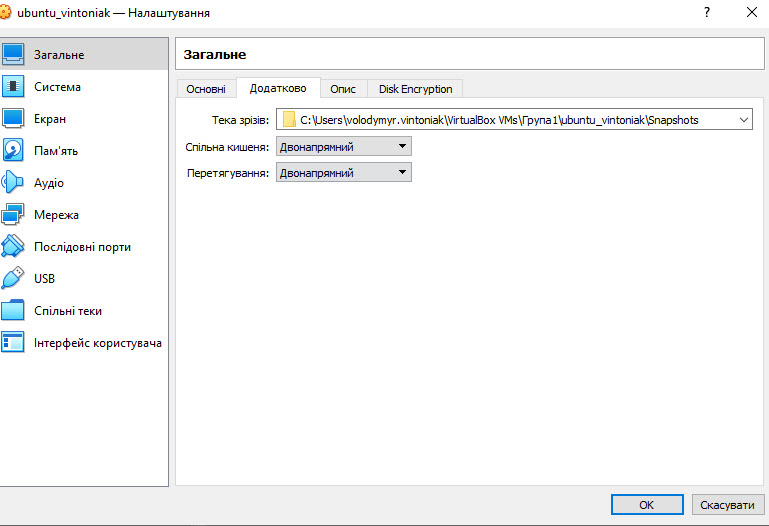 ubuntu_vintoniak — Налаштування
?
Загальне
Система
Екран
Пам'ять
Аудіо
Мережа
Послідовні порти
USB
Спільні теки
Інтерфейс користувача
Загальне
Основні
Додатково
Опис
Disk Encryption
Тека зрізів: C:\Users\volodymyr.vintoniak\VirtualBox VMs\Група1\ubuntu_vintoniak\Snapshots
Спільна кишеня: Двонапрямний
Перетягування: Двонапрямний
OK
Скасувати